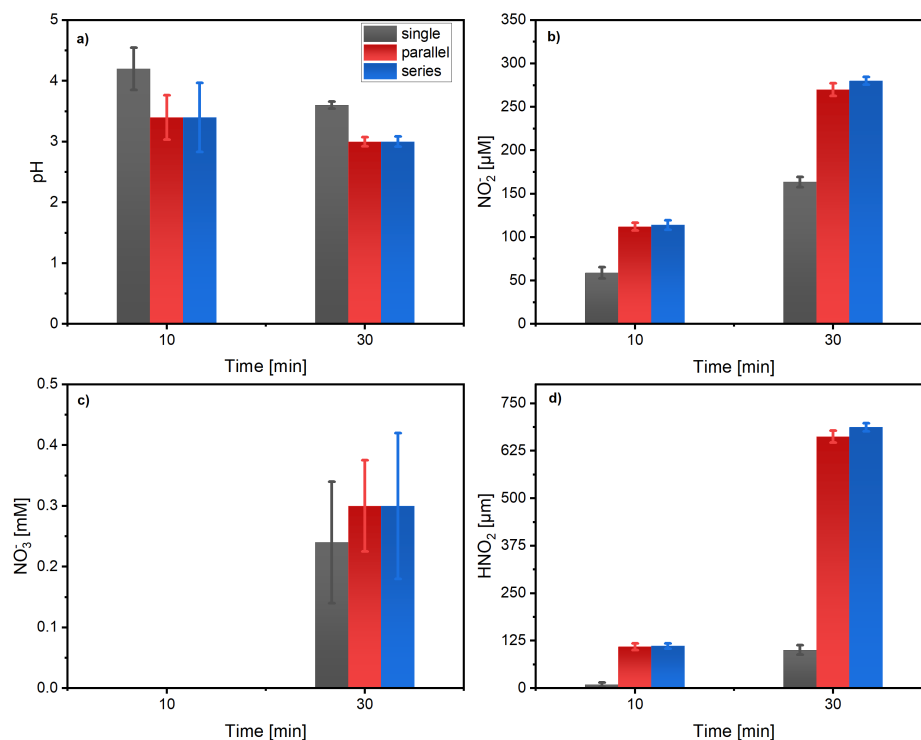 a)
single
parallel
series
pH
5
4
3
2
1
0
10 30
Time [min]
b)
NO₂⁻ [µM]
350
300
250
200
150
100
50
0
10 30
Time [min]
c)
NO₃⁻ [mM]
0.5
0.4
0.3
0.2
0.1
0.0
10 30
Time [min]
d)
HNO₂ [µm]
750
625
500
375
250
125
0
10 30
Time [min]